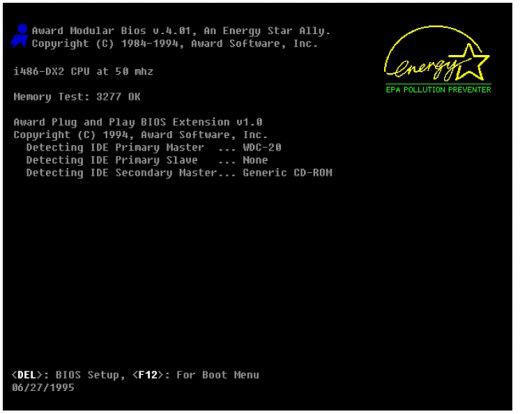 Award Modular Bios v.4.01, An Energy Star Ally.
Copyright (C) 1984-1994, Award Software, Inc.
energy
EPA POLLUTION PREVENTER
i486-DX2 CPU at 50 mhz
Memory Test: 3277 OK
Award Plug and Play BIOS Extension v1.0
Copyright (C) 1994, Award Software, Inc.
Detecting IDE Primary Master ... WDC-20
Detecting IDE Primary Slave ... None
Detecting IDE Secondary Master... Generic CD-ROM
<DEL>: BIOS Setup, <F12>: For Boot Menu
06/27/1995